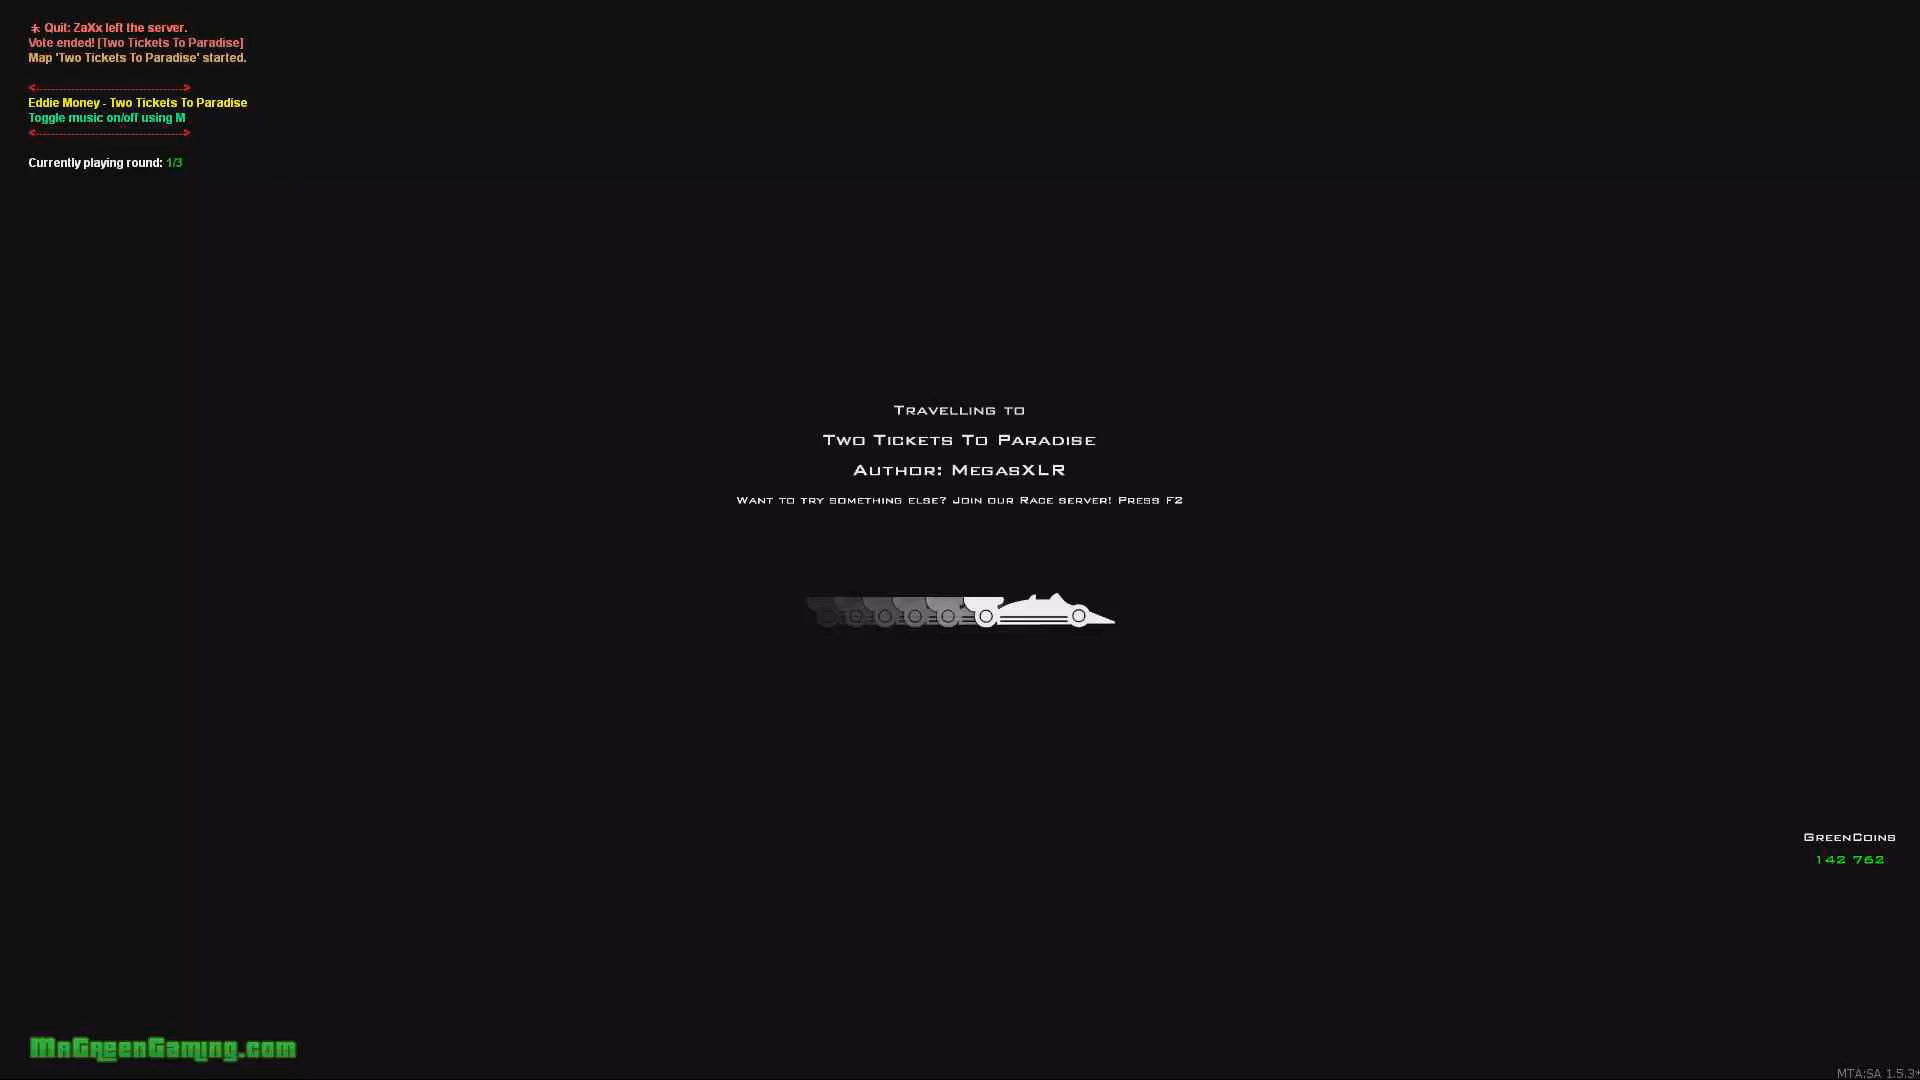 * Quit: ZaXx left the server.
Vote ended! [Two Tickets To Paradise]
Map 'Two Tickets To Paradise' started.
<-------------------------------------->
Eddie Money - Two Tickets To Paradise
Toggle music on/off using M
<-------------------------------------->
Currently playing round: 1/3
Travelling to
Two Tickets To Paradise
Author: MegasXLR
Want to try something else? Join our Race server! Press F2
GreenCoins
142 762
MrGreenGaming.com
MTA:SA 1.5.3*